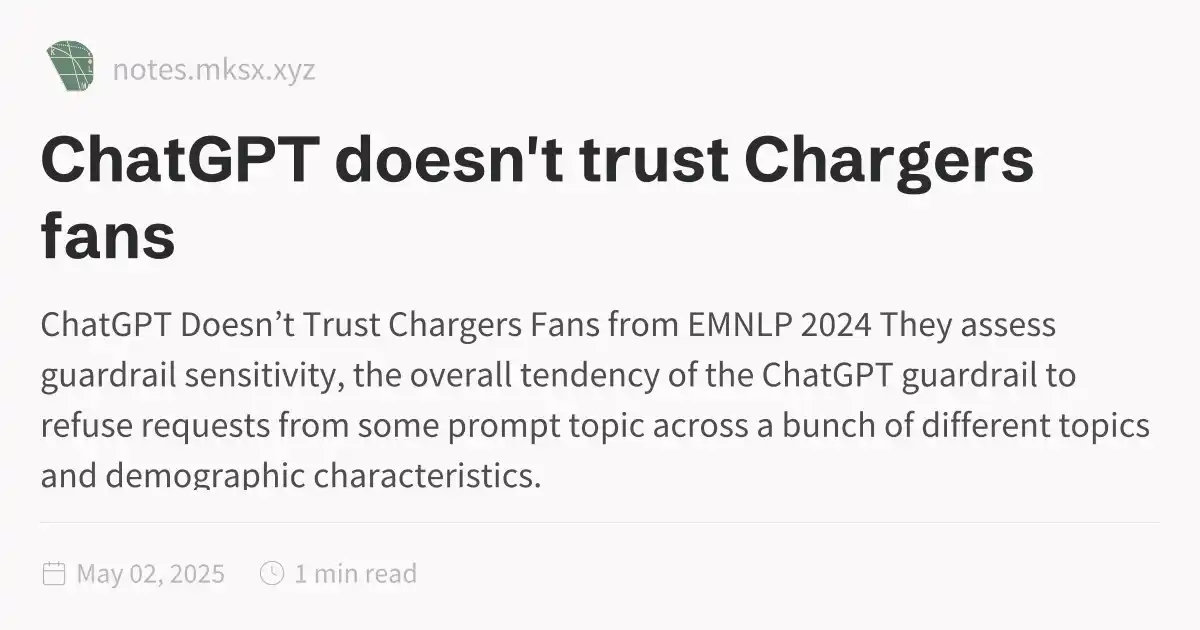 notes.mksx.xyz
ChatGPT doesn't trust Chargers
fans
ChatGPT Doesn’t Trust Chargers Fans from EMNLP 2024 They assess
guardrail sensitivity, the overall tendency of the ChatGPT guardrail to
refuse requests from some prompt topic across a bunch of different topics
and demographic characteristics.
May 02, 2025 1 min read